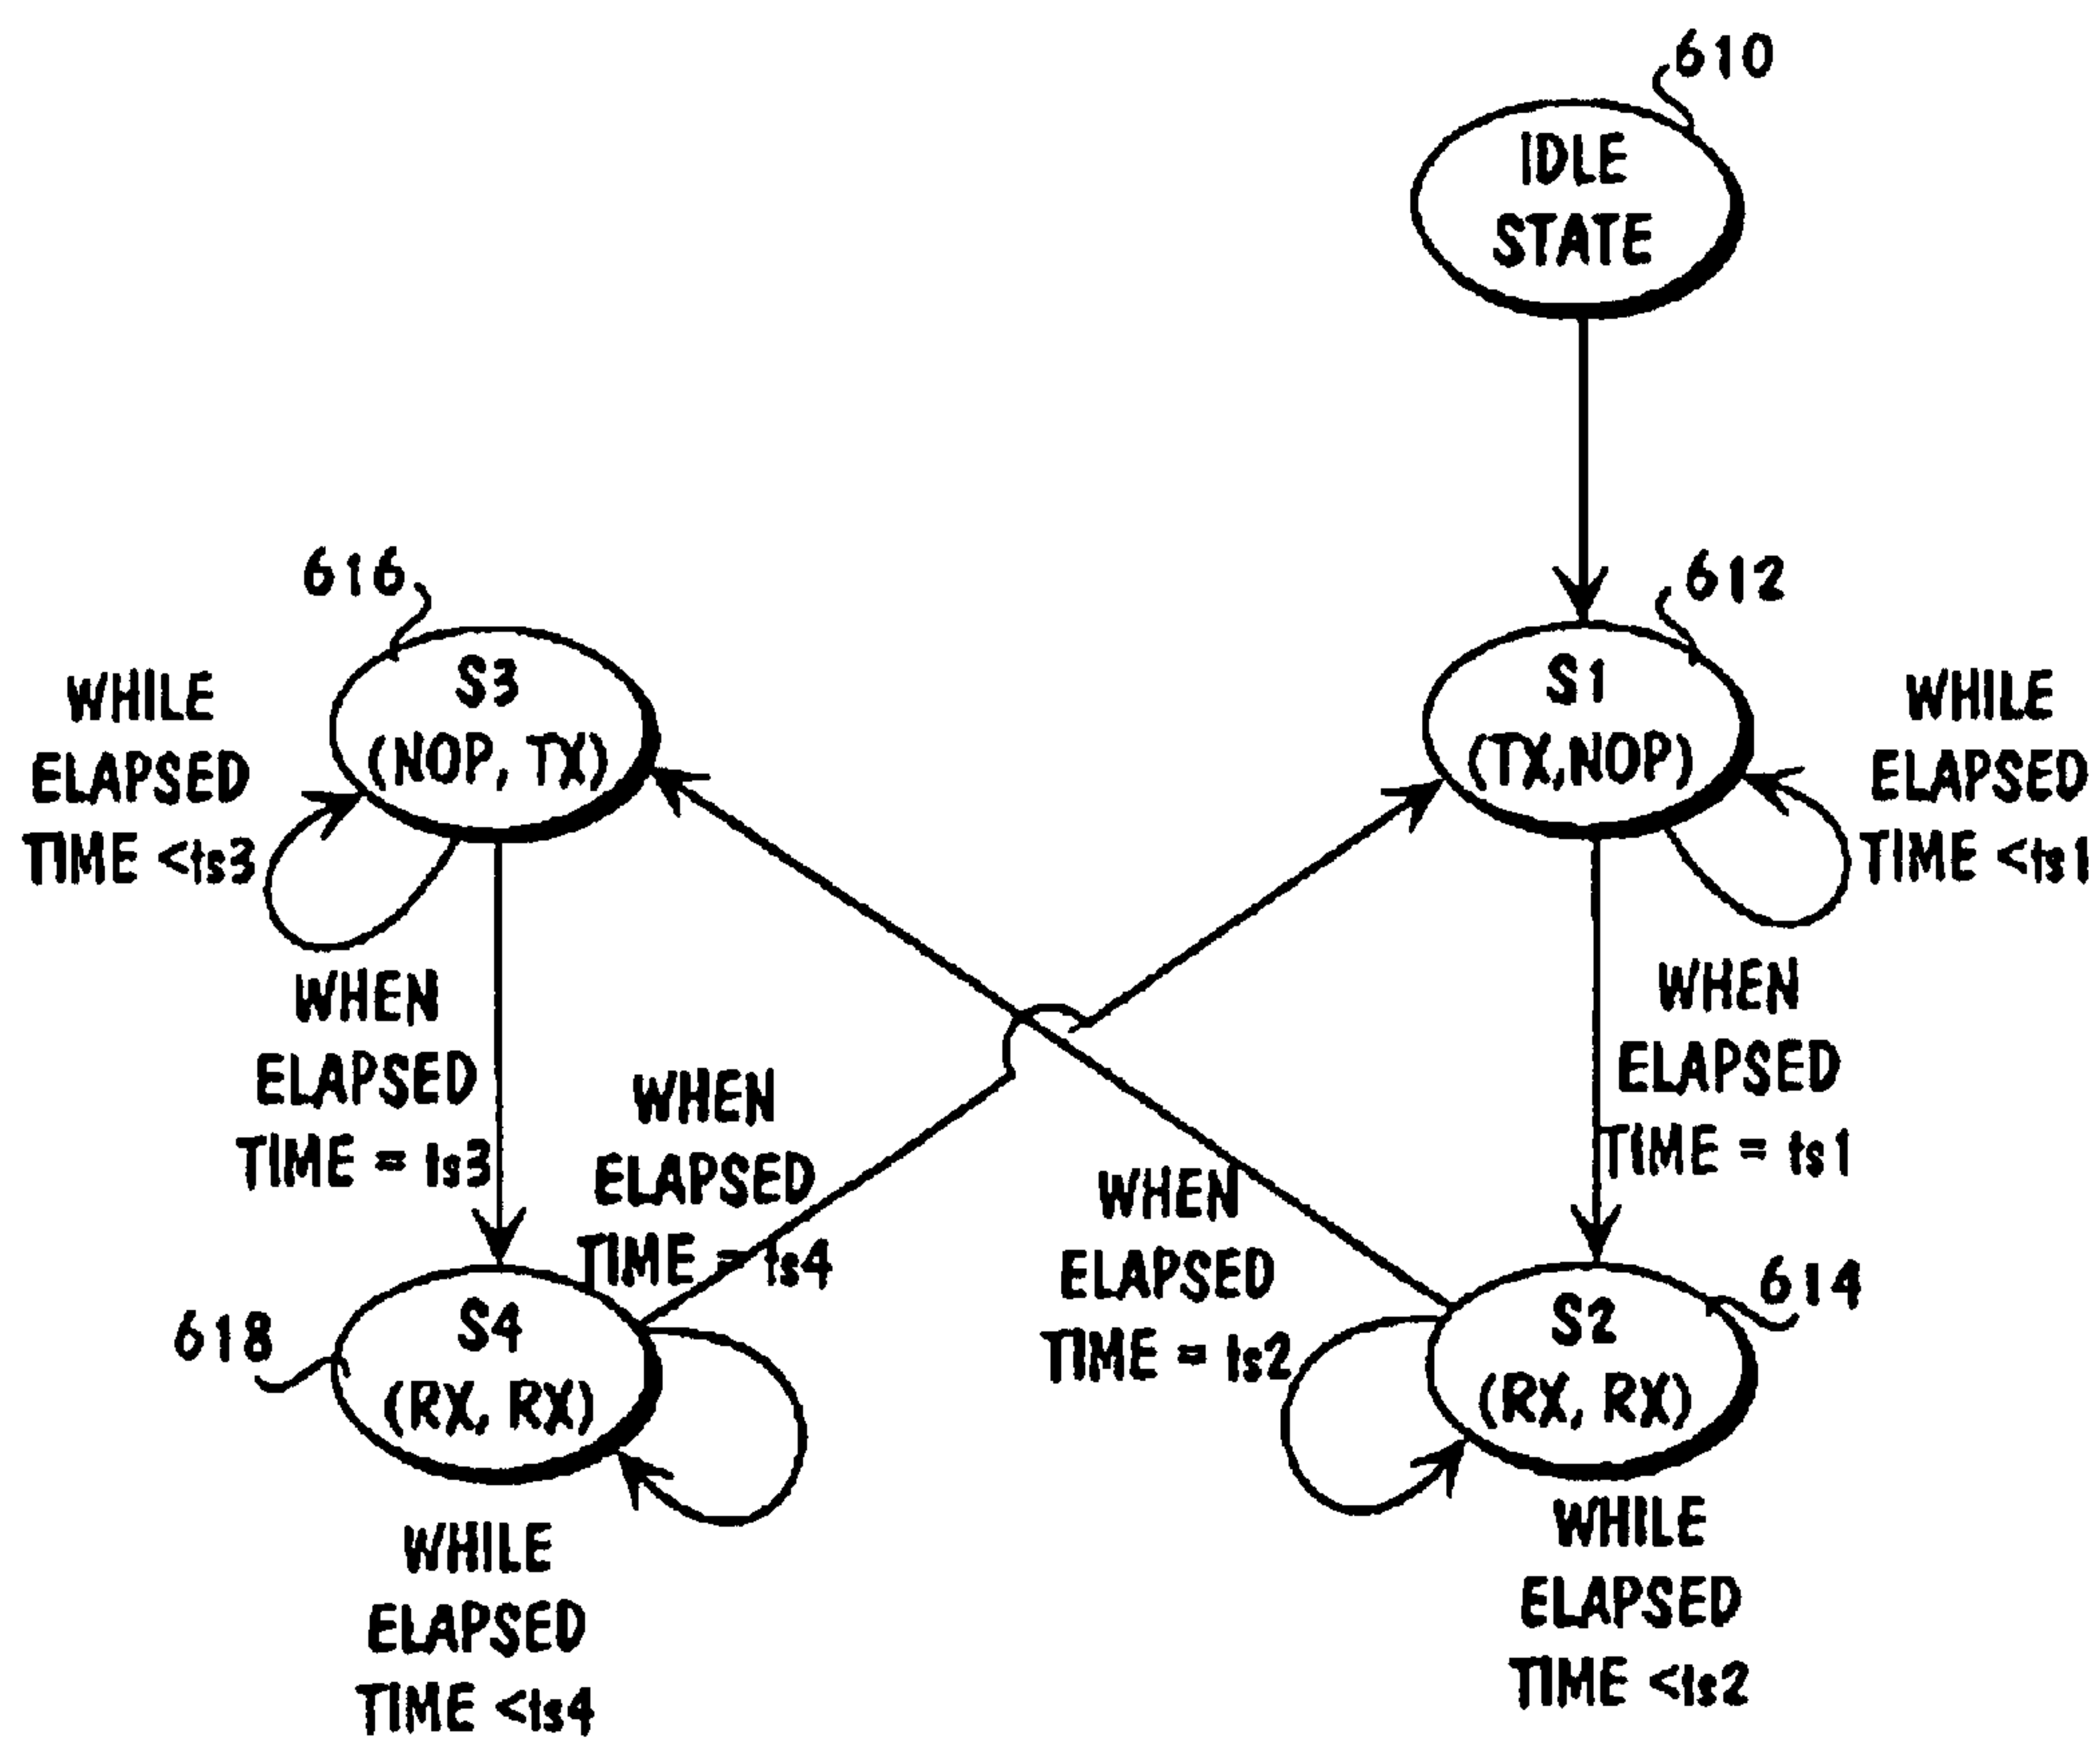 610
IDLE
STATE
616
612
S3
(NOP, TX)
S1
(TX,NOP)
WHILE
ELAPSED
TIME <ts3
WHILE
ELAPSED
TIME <ts1
WHEN
ELAPSED
TIME = ts3
WHEN
ELAPSED
TIME = ts4
WHEN
ELAPSED
TIME = ts2
WHEN
ELAPSED
TIME = ts1
618
S4
(RX, RX)
614
S2
(RX, RX)
WHILE
ELAPSED
TIME <ts4
WHILE
ELAPSED
TIME <ts2